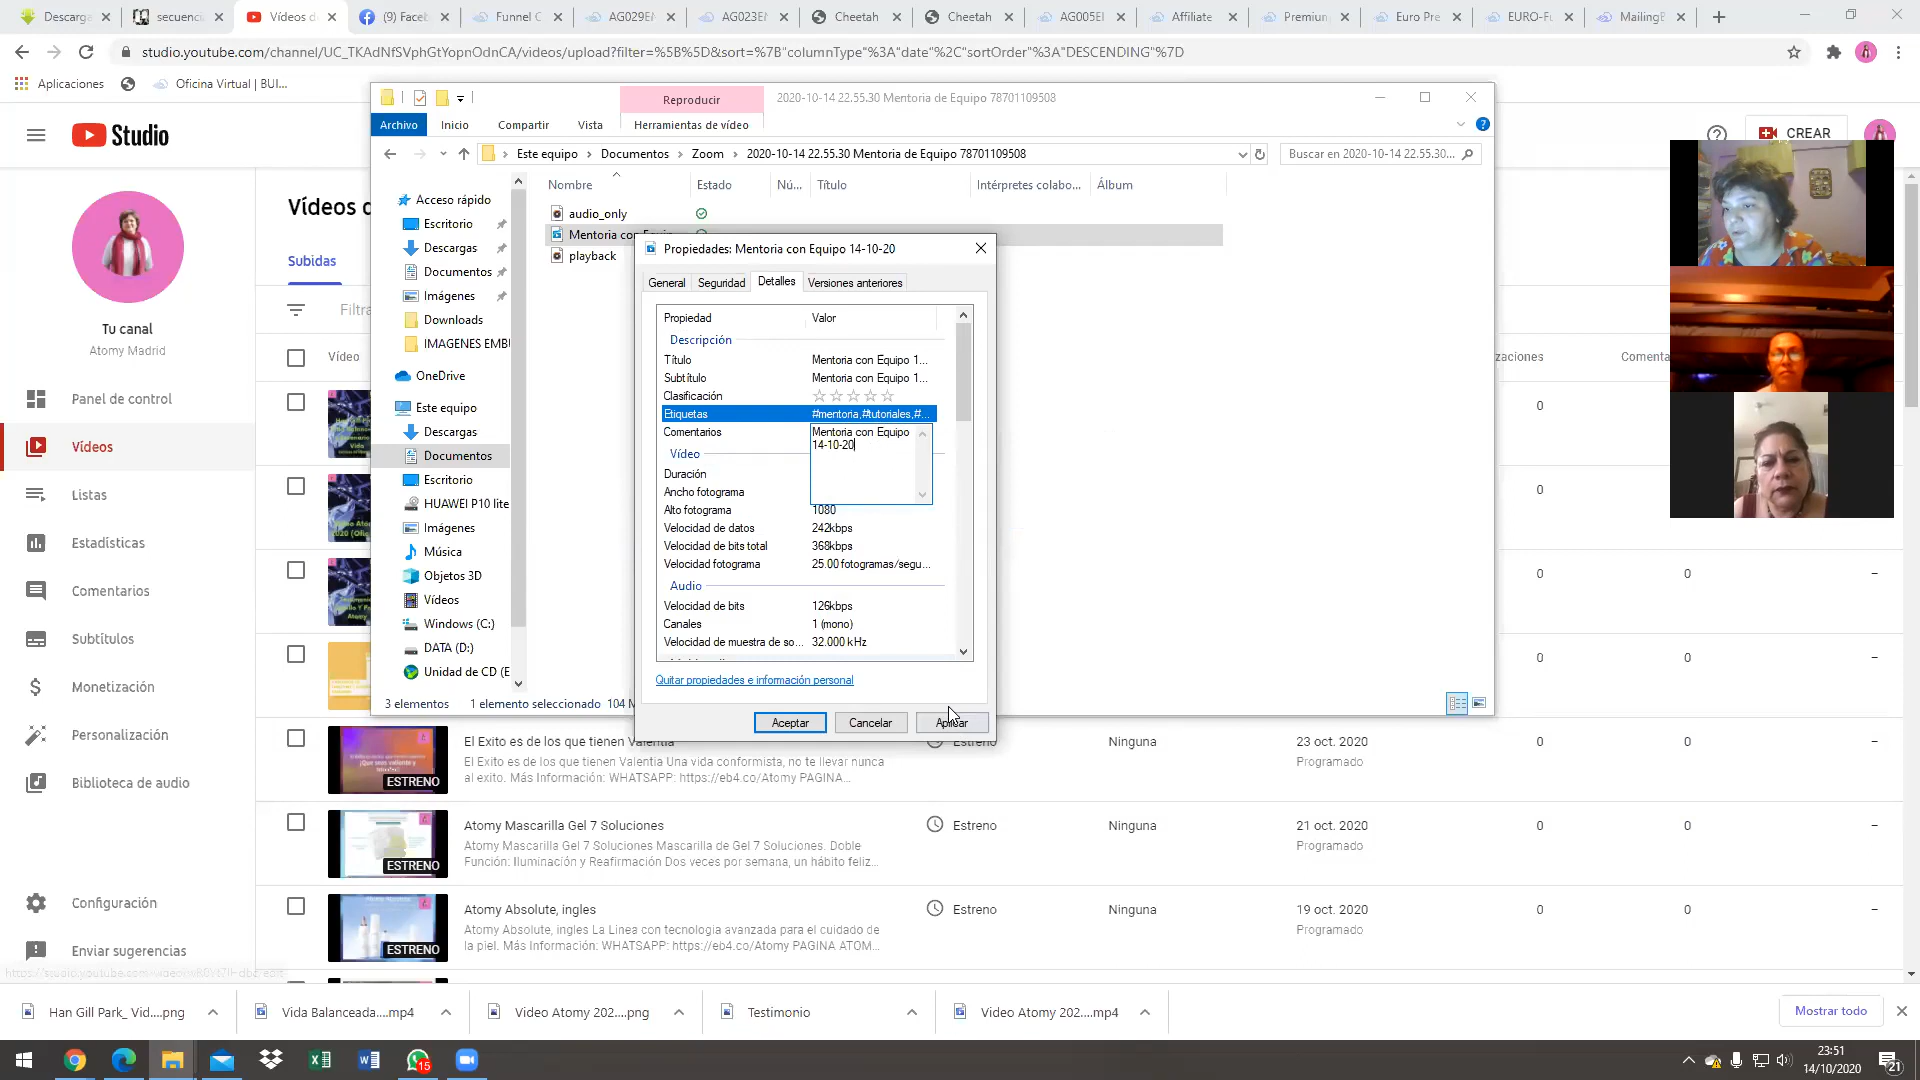 Descarga
secuenci
Vídeos d
(9) Faceb
Funnel C
AG029EN
AG023EN
Cheetah
Cheetah
AG005EN
Affiliate
Premium
Euro Pre
EURO-Fu
MailingB
studio.youtube.com/channel/UC_TKAdNfSVphGtYopnOdnCA/videos/upload?filter=%5B%5D&sort=%7B"columnType"%3A"date"%2C"sortOrder"%3A"DESCENDING"%7D
Aplicaciones
Oficina Virtual | BUI...
Studio
CREAR
Tu canal
Atomy Madrid
Panel de control
Vídeos
Listas
Estadísticas
Comentarios
Subtítulos
Monetización
Personalización
Biblioteca de audio
Configuración
Enviar sugerencias
Vídeos d
Subidas
Filtra
Vídeo
zaciones
Comenta
Reproducir
2020-10-14 22.55.30 Mentoria de Equipo 78701109508
Archivo
Inicio
Compartir
Vista
Herramientas de vídeo
Este equipo
Documentos
Zoom
2020-10-14 22.55.30 Mentoria de Equipo 78701109508
Buscar en 2020-10-14 22.55.30...
Nombre
Estado
Nú...
Título
Intérpretes colabo...
Álbum
audio_only
Mentoria con Equip
playback
Acceso rápido
Escritorio
Descargas
Documentos
Imágenes
Downloads
IMAGENES EMBU
OneDrive
Este equipo
Descargas
Documentos
Escritorio
HUAWEI P10 lite
Imágenes
Música
Objetos 3D
Vídeos
Windows (C:)
DATA (D:)
Unidad de CD (E
3 elementos
1 elemento seleccionado
104 M
Propiedades: Mentoria con Equipo 14-10-20
General
Seguridad
Detalles
Versiones anteriores
Propiedad
Valor
Descripción
Título
Mentoria con Equipo 1...
Subtítulo
Mentoria con Equipo 1...
Clasificación
Etiquetas
#mentoria,#tutoriales,#...
Comentarios
Mentoria con Equipo
14-10-20
Vídeo
Duración
Ancho fotograma
Alto fotograma
1080
Velocidad de datos
242kbps
Velocidad de bits total
368kbps
Velocidad fotograma
25.00 fotogramas/segu...
Audio
Velocidad de bits
126kbps
Canales
1 (mono)
Velocidad de muestra de so...
32.000 kHz
Quitar propiedades e información personal
Aceptar
Cancelar
Aplicar
0
0
0
0
–
0
0
–
ESTRENO
El Exito es de los que tienen Valentia
El Exito es de los que tienen Valentia Una vida conformista, no te llevar nunca
al exito. Más Información: WHATSAPP: https://eb4.co/Atomy PAGINA...
Estreno
Ninguna
23 oct. 2020
Programado
0
0
–
ESTRENO
Atomy Mascarilla Gel 7 Soluciones
Atomy Mascarilla Gel 7 Soluciones Mascarilla de Gel 7 Soluciones. Doble
Función: Iluminación y Reafirmación Dos veces por semana, un hábito feliz...
Estreno
Ninguna
21 oct. 2020
Programado
0
0
–
ESTRENO
Atomy Absolute, ingles
Atomy Absolute, ingles La Linea con tecnología avanzada para el cuidado de
la piel. Más Información: WHATSAPP: https://eb4.co/Atomy PAGINA ATOM...
Estreno
Ninguna
19 oct. 2020
Programado
0
0
–
Han Gill Park_ Vid....png
Vida Balanceada....mp4
Video Atomy 202....png
Testimonio
Video Atomy 202....mp4
Mostrar todo
15
23:51
14/10/2020
21